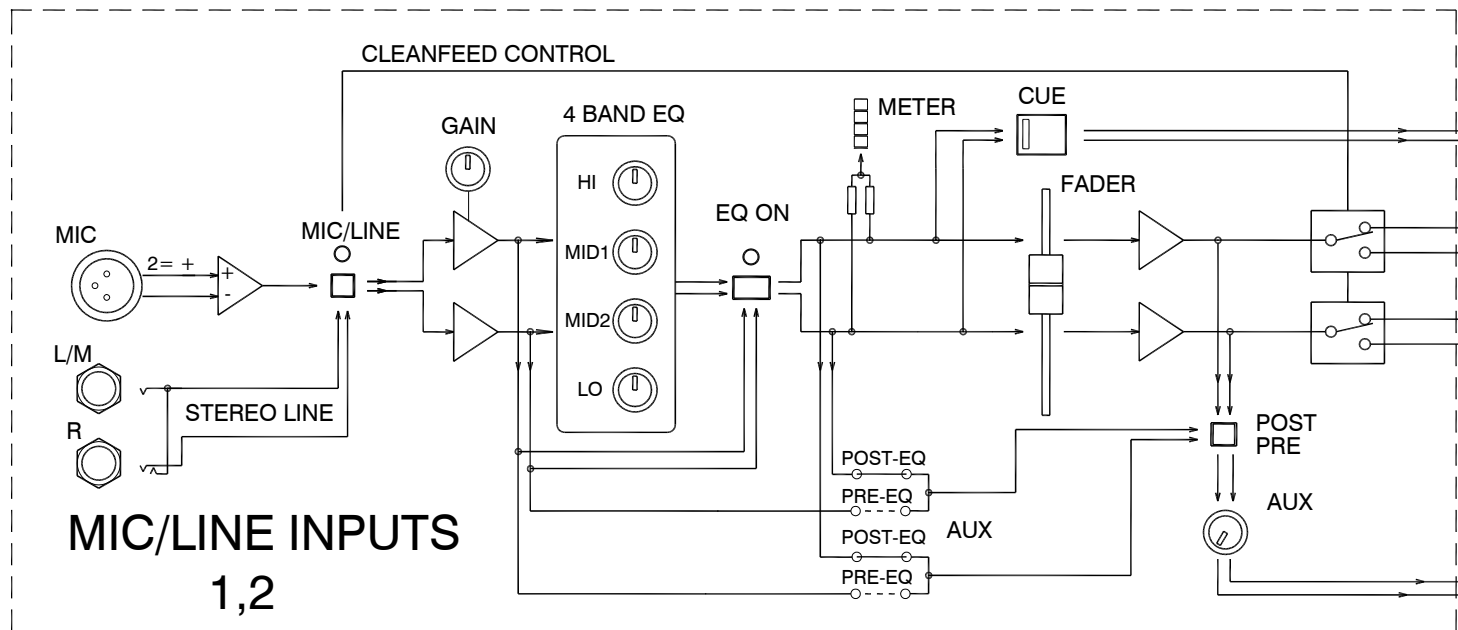 CLEANFEED CONTROL
METER
CUE
GAIN
4 BAND EQ
HI
FADER
EQ ON
MIC
MIC/LINE
2= +
+
-
MID1
MID2
L/M
LO
STEREO LINE
R
POST
PRE
POST-EQ
PRE-EQ
AUX
AUX
POST-EQ
PRE-EQ
MIC/LINE INPUTS
1,2